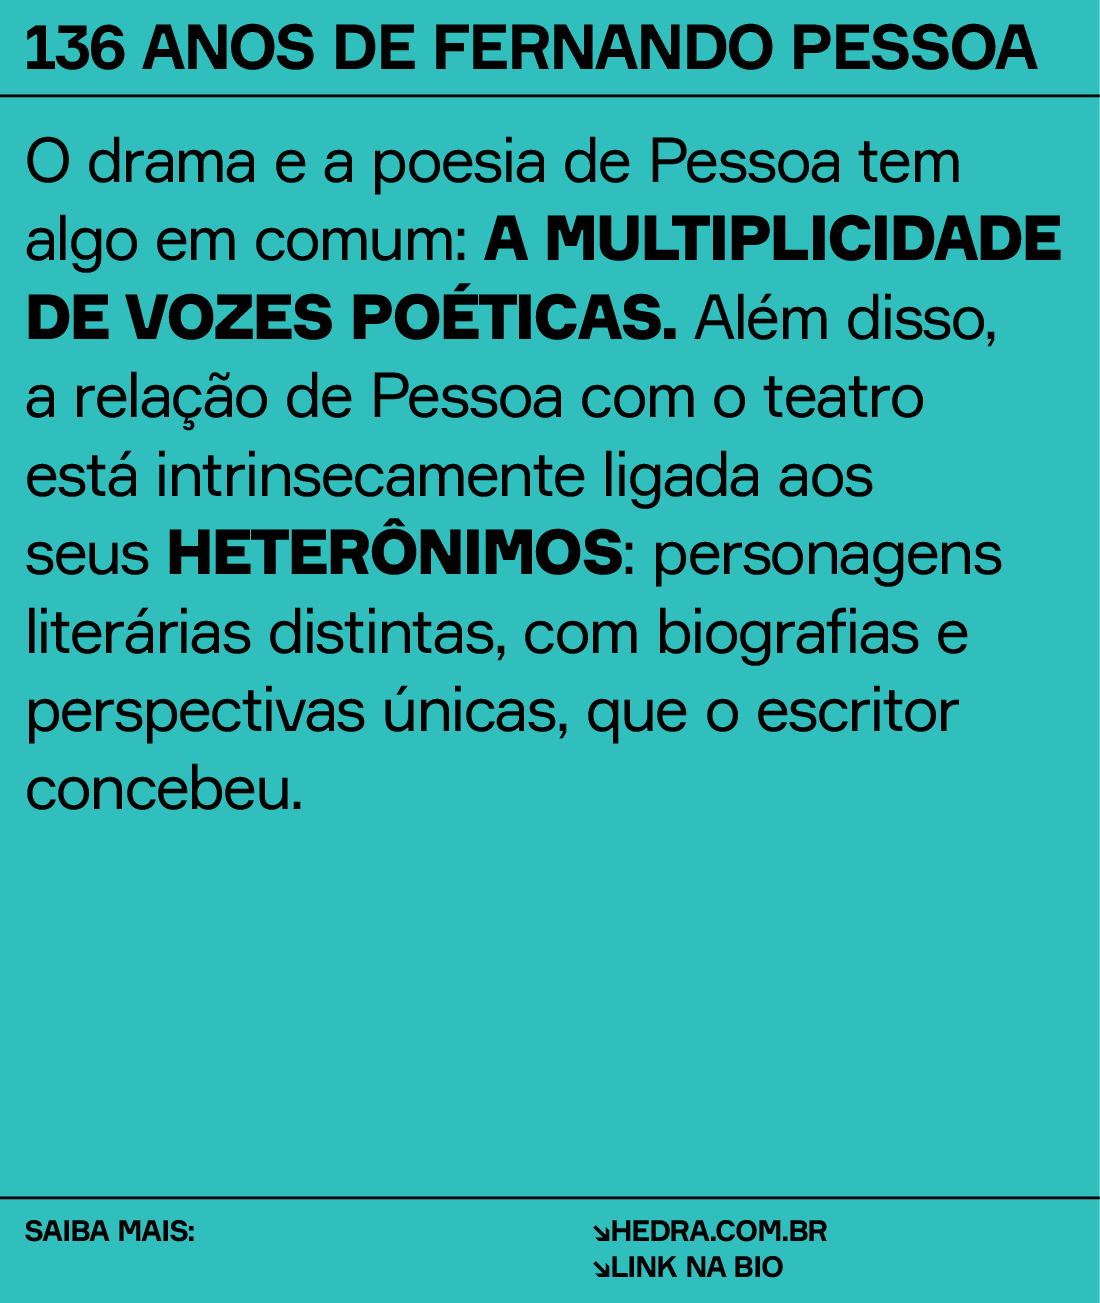 136 ANOS DE FERNANDO PESSOA
O drama e a poesia de Pessoa tem
algo em comum: A MULTIPLICIDADE
DE VOZES POÉTICAS. Além disso,
a relação de Pessoa com o teatro
está intrinsecamente ligada aos
seus HETERÔNIMOS: personagens
literárias distintas, com biografias e
perspectivas únicas, que o escritor
concebeu.
SAIBA MAIS:
↘HEDRA.COM.BR
↘LINK NA BIO